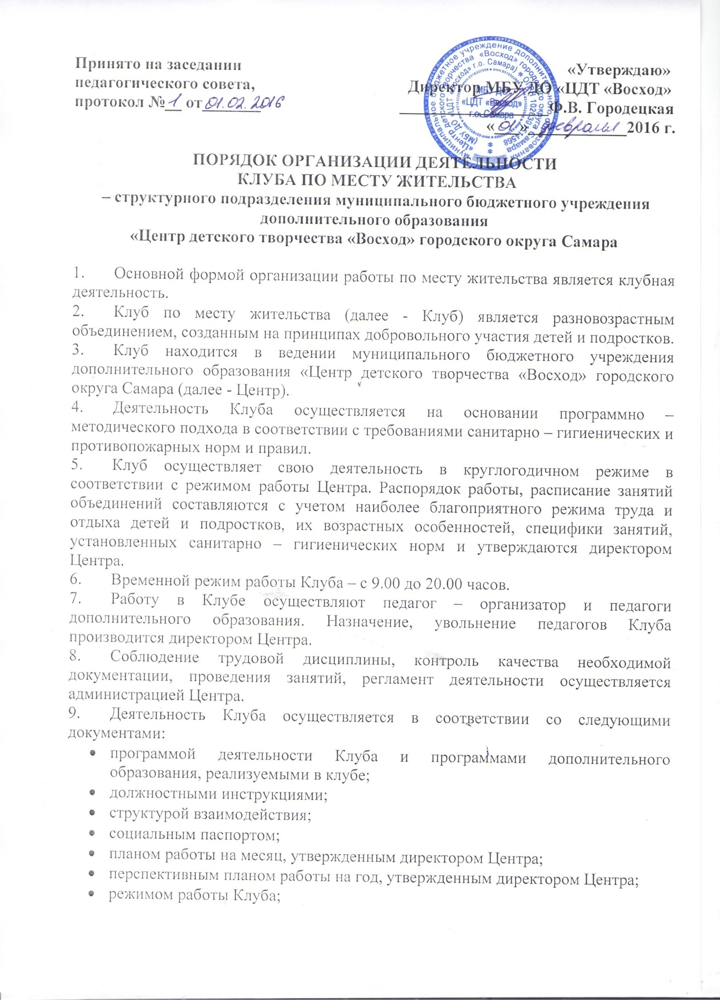 Принято на заседании
педагогического совета,
протокол № 1 от 01.02.2016
«Утверждаю»
Директор МБУ ДО «ЦДТ «Восход»
Ф.В. Городецкая
«01» февраля 2016 г.
МБУ ДО
«ЦДТ «Восход»
г.о. Самара
ПОРЯДОК ОРГАНИЗАЦИИ ДЕЯТЕЛЬНОСТИ
КЛУБА ПО МЕСТУ ЖИТЕЛЬСТВА
– структурного подразделения муниципального бюджетного учреждения
дополнительного образования
«Центр детского творчества «Восход» городского округа Самара
1. Основной формой организации работы по месту жительства является клубная
деятельность.
2. Клуб по месту жительства (далее - Клуб) является разновозрастным
объединением, созданным на принципах добровольного участия детей и подростков.
3. Клуб находится в ведении муниципального бюджетного учреждения
дополнительного образования «Центр детского творчества «Восход» городского
округа Самара (далее - Центр).
4. Деятельность Клуба осуществляется на основании программно –
методического подхода в соответствии с требованиями санитарно – гигиенических и
противопожарных норм и правил.
5. Клуб осуществляет свою деятельность в круглогодичном режиме в
соответствии с режимом работы Центра. Распорядок работы, расписание занятий
объединений составляются с учетом наиболее благоприятного режима труда и
отдыха детей и подростков, их возрастных особенностей, специфики занятий,
установленных санитарно – гигиенических норм и утверждаются директором
Центра.
6. Временной режим работы Клуба – с 9.00 до 20.00 часов.
7. Работу в Клубе осуществляют педагог – организатор и педагоги
дополнительного образования. Назначение, увольнение педагогов Клуба
производится директором Центра.
8. Соблюдение трудовой дисциплины, контроль качества необходимой
документации, проведения занятий, регламент деятельности осуществляется
администрацией Центра.
9. Деятельность Клуба осуществляется в соответствии со следующими
документами:
• программой деятельности Клуба и программами дополнительного
образования, реализуемыми в клубе;
• должностными инструкциями;
• структурой взаимодействия;
• социальным паспортом;
• планом работы на месяц, утвержденным директором Центра;
• перспективным планом работы на год, утвержденным директором Центра;
• режимом работы Клуба;